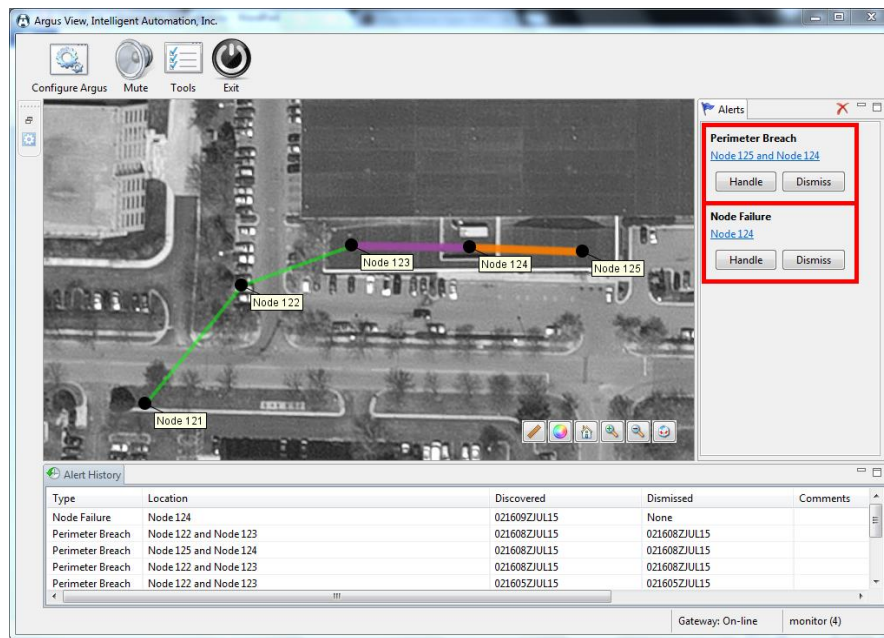 Argus View, Intelligent Automation, Inc.
Configure Argus Mute Tools Exit
Alerts
Perimeter Breach
Node 125 and Node 124
Handle Dismiss
Node Failure
Node 124
Handle Dismiss
Node 123
Node 124
Node 125
Node 122
Node 121
Alert History
Type Location Discovered Dismissed Comments
Node Failure Node 124 021609ZJUL15 None
Perimeter Breach Node 122 and Node 123 021608ZJUL15 021608ZJUL15
Perimeter Breach Node 125 and Node 124 021608ZJUL15 021608ZJUL15
Perimeter Breach Node 122 and Node 123 021608ZJUL15 021608ZJUL15
Perimeter Breach Node 122 and Node 123 021605ZJUL15 021605ZJUL15
Gateway: On-line monitor (4)